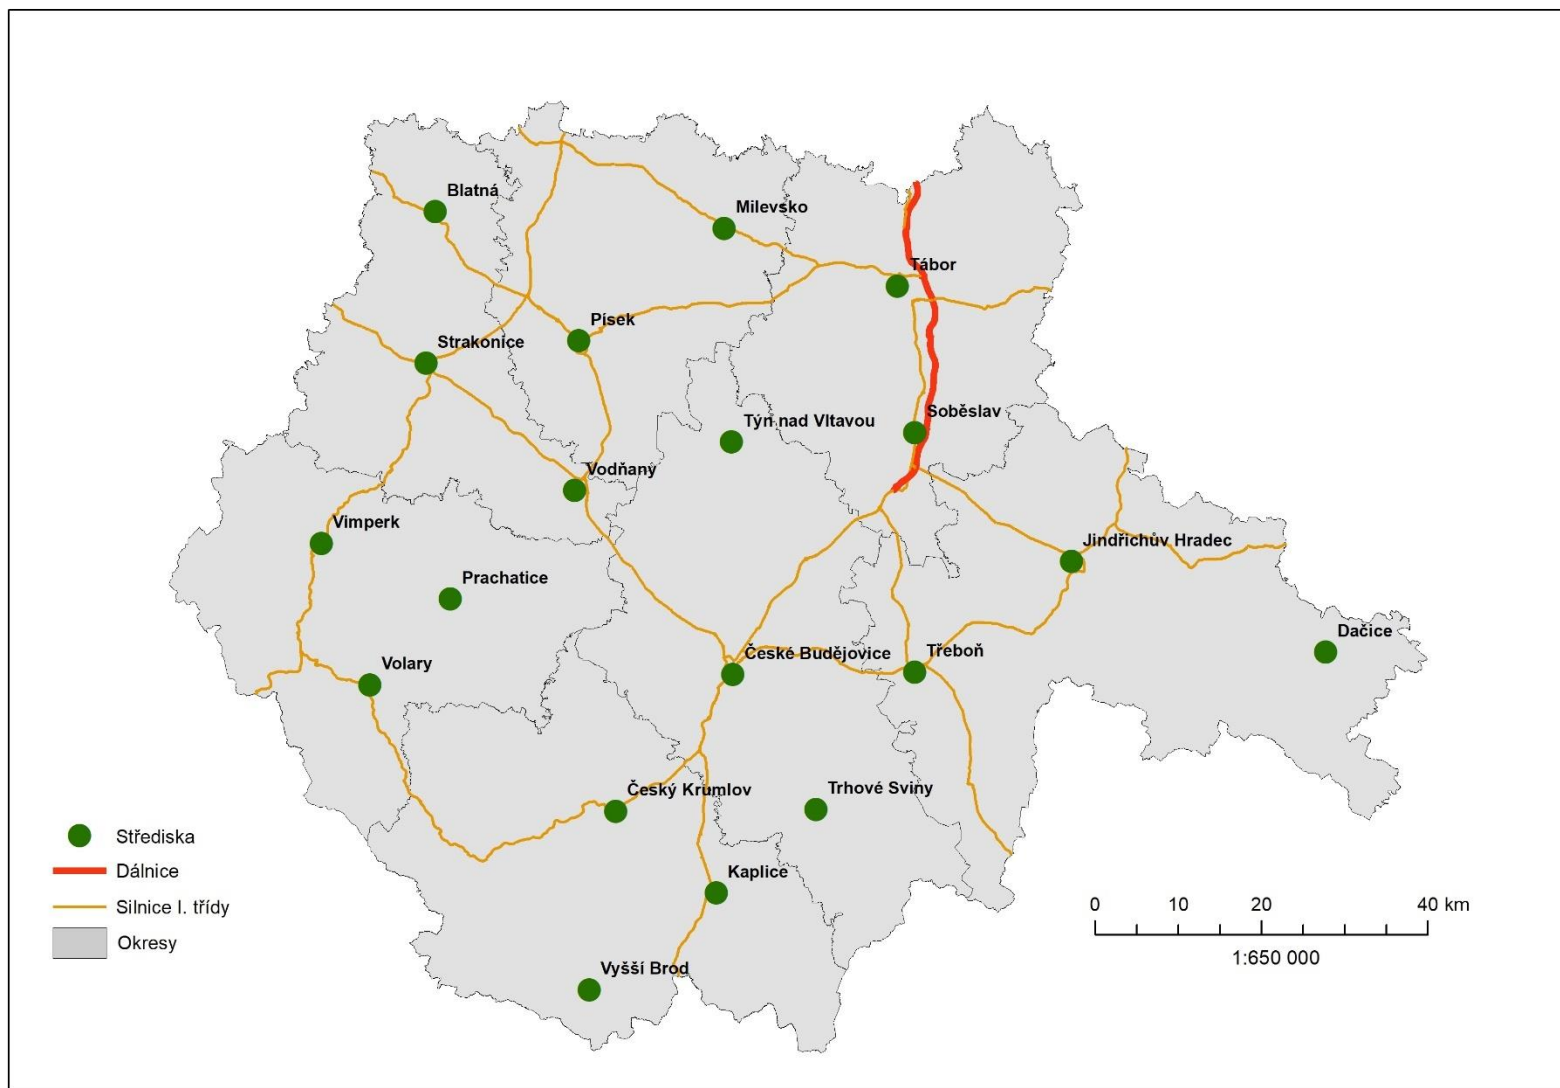 Blatná
Milevsko
Tábor
Písek
Strakonice
Soběslav
Týn nad Vltavou
Vodňany
Vimperk
Jindřichův Hradec
Prachatice
Dačice
České Budějovice
Třeboň
Volary
Český Krumlov
Trhové Sviny
Kaplice
Vyšší Brod
Střediska
Dálnice
Silnice I. třídy
Okresy
0 10 20 40 km
1:650 000